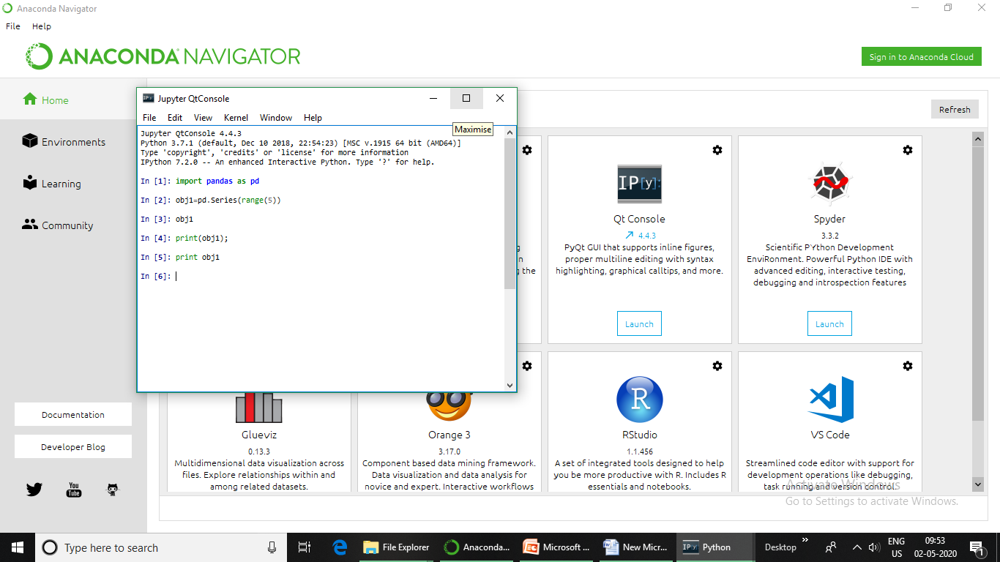 Anaconda Navigator
File Help
ANACONDA NAVIGATOR
Sign in to Anaconda Cloud
Home
Environments
Learning
Community
Documentation
Developer Blog
You
Tube
Refresh
IP[y]: Jupyter QtConsole
File Edit View Kernel Window Help
Maximise
Jupyter QtConsole 4.4.3
Python 3.7.1 (default, Dec 10 2018, 22:54:23) [MSC v.1915 64 bit (AMD64)]
Type 'copyright', 'credits' or 'license' for more information
IPython 7.2.0 -- An enhanced Interactive Python. Type '?' for help.
In [1]: import pandas as pd
In [2]: obj1=pd.Series(range(5))
In [3]: obj1
In [4]: print(obj1);
In [5]: print obj1
In [6]:
g
n
g the
IP[y]:
Qt Console
4.4.3
PyQt GUI that supports inline figures,
proper multiline editing with syntax
highlighting, graphical calltips, and more.
Launch
Spyder
3.3.2
Scientific PYthon Development
EnviRonment. Powerful Python IDE with
advanced editing, interactive testing,
debugging and introspection features
Launch
Glueviz
0.13.3
Multidimensional data visualization across
files. Explore relationships within and
among related datasets.
Orange 3
3.17.0
Component based data mining framework.
Data visualization and data analysis for
novice and expert. Interactive workflows
R
RStudio
1.1.456
A set of integrated tools designed to help
you be more productive with R. Includes R
essentials and notebooks.
VS Code
Streamlined code editor with support for
development operations like debugging,
task running and version control.
Activate Windows
Go to Settings to activate Windows.
Type here to search
File Explorer
Anaconda...
Microsoft ...
New Micr...
IP[y]: Python
Desktop
ENG
US
09:53
02-05-2020
1